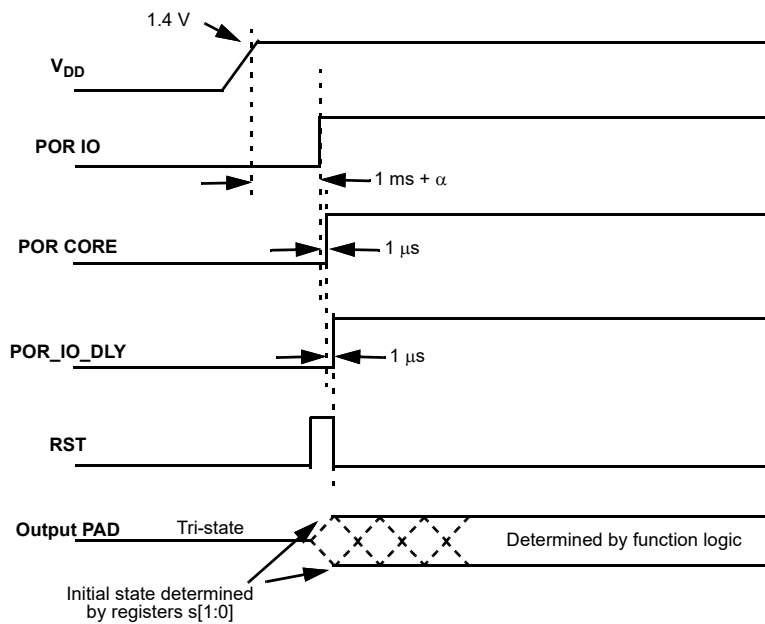 1.4 V
VDD
POR IO
1 ms + α
POR CORE
1 μs
POR_IO_DLY
1 μs
RST
Output PAD
Tri-state
Determined by function logic
Initial state determined
by registers s[1:0]